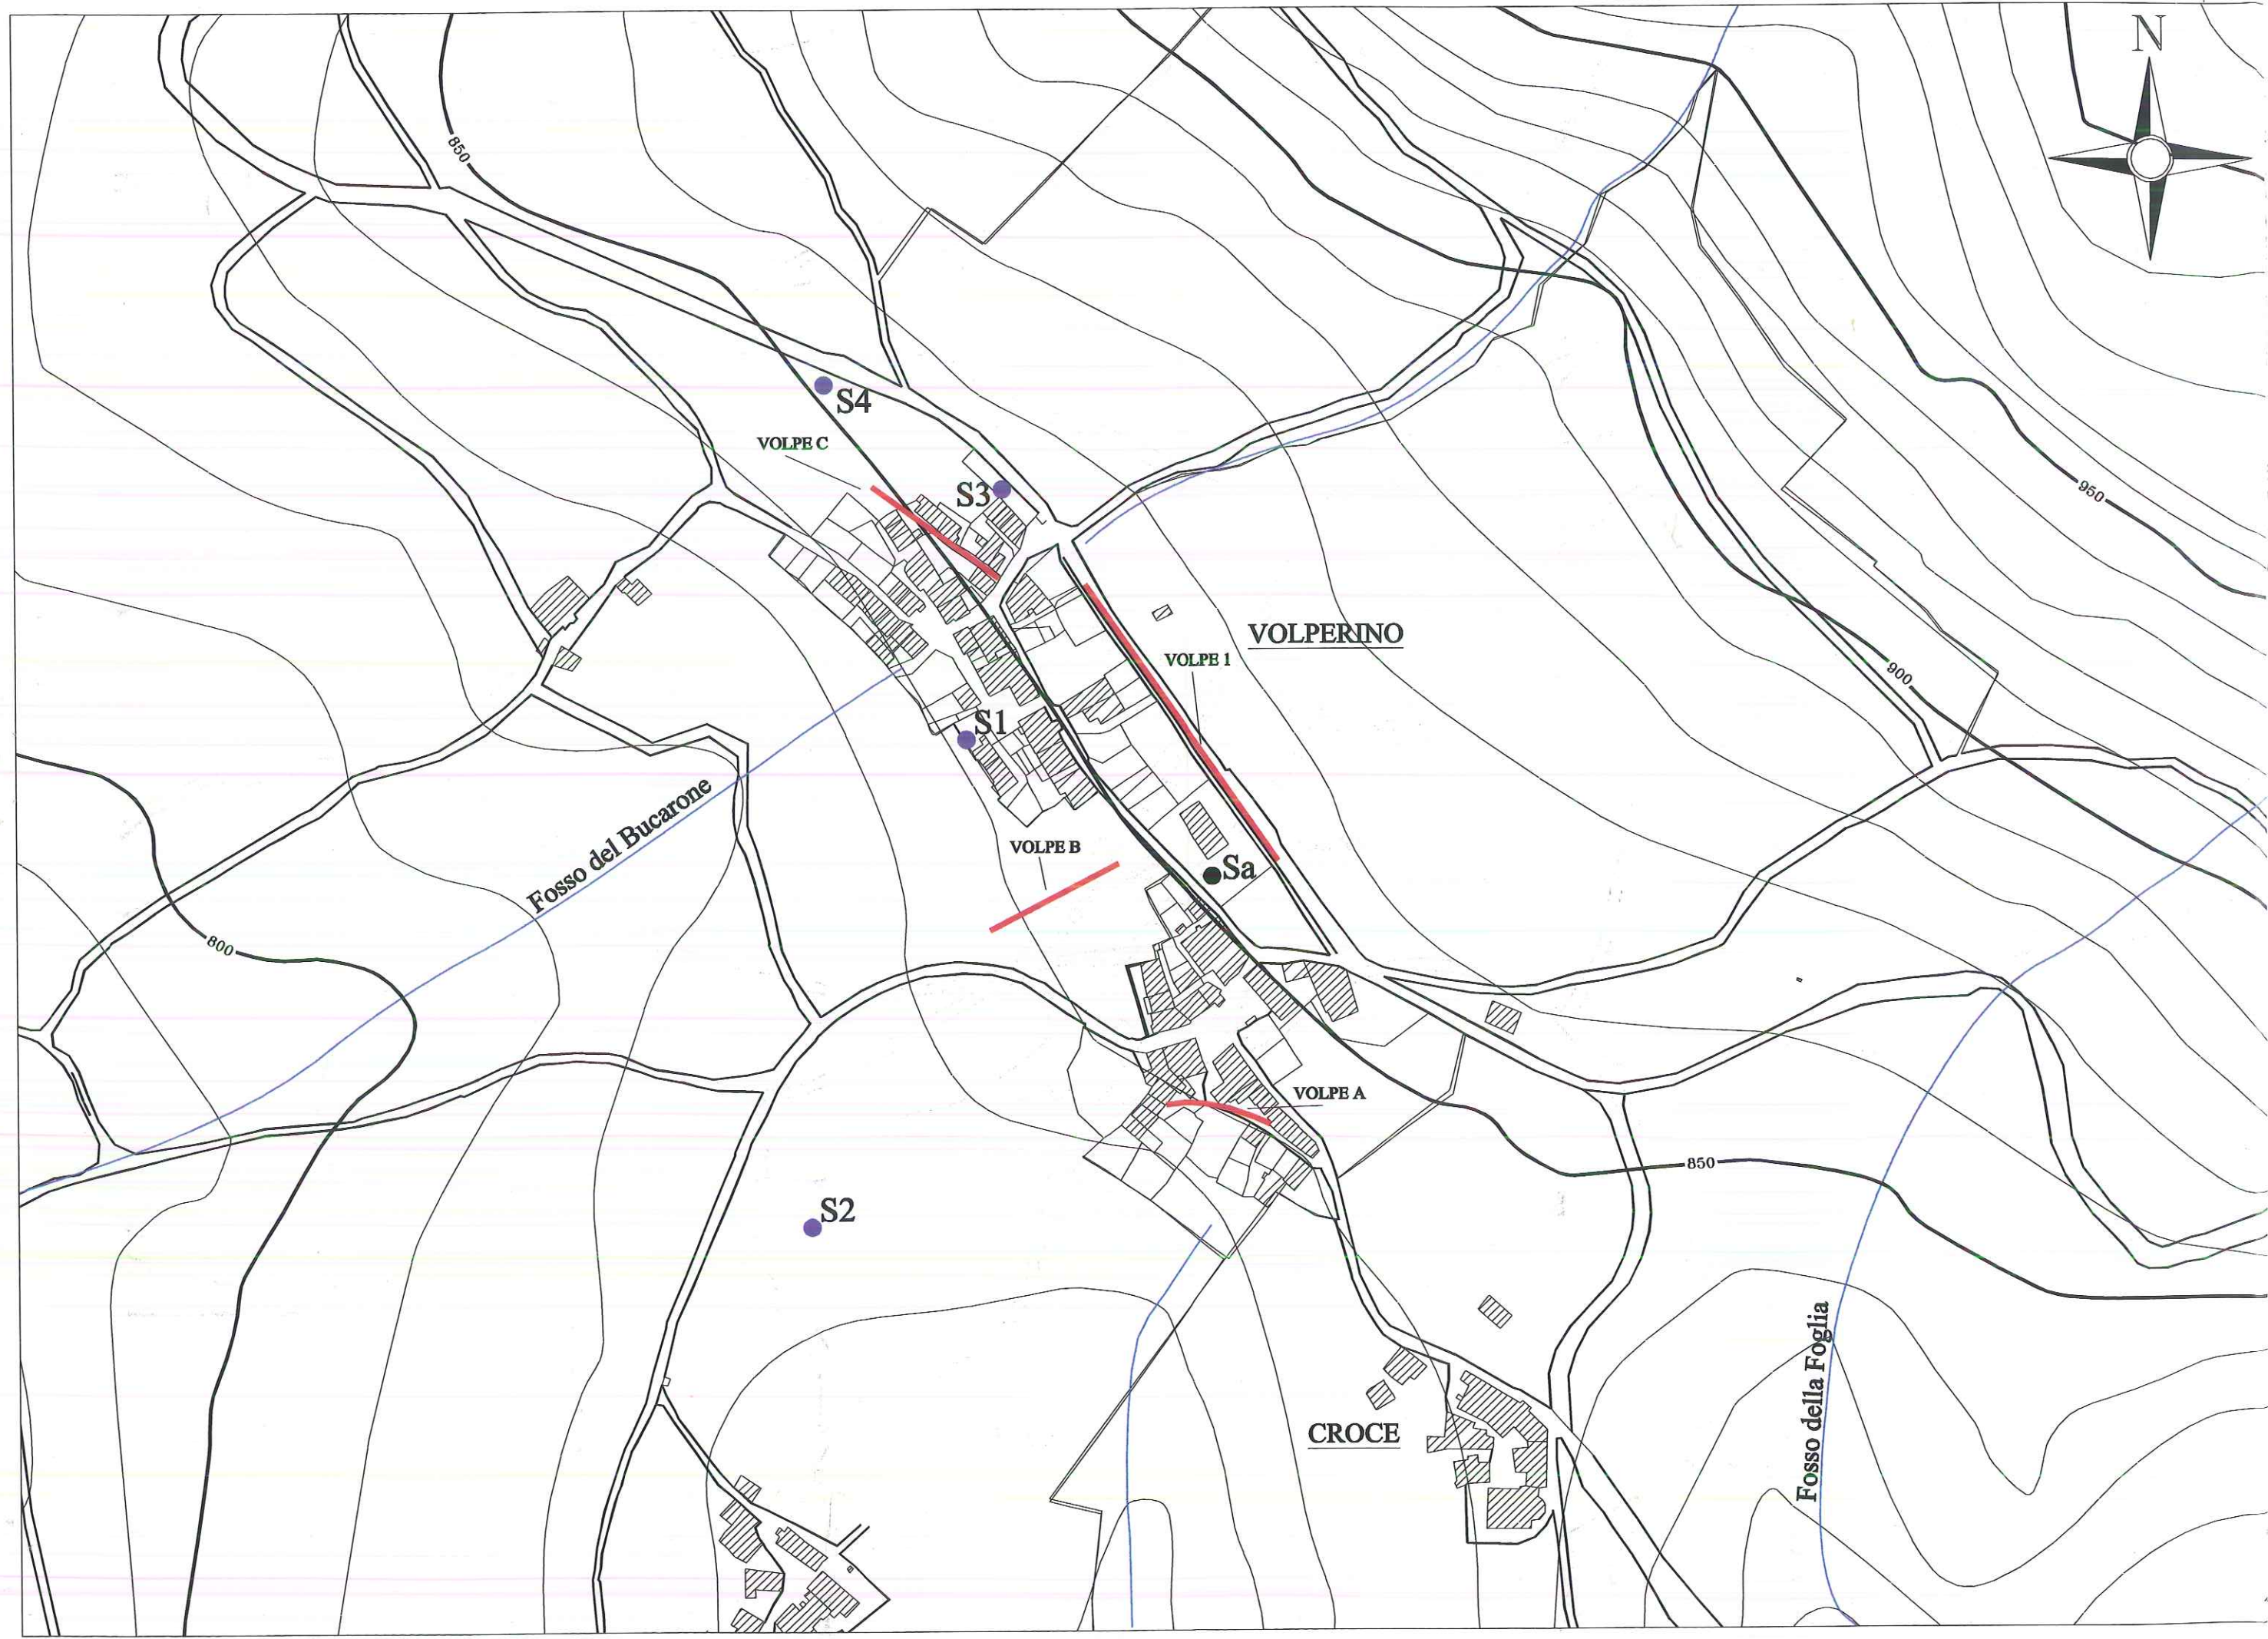 N
850
S4
VOLPE C
S3
950
VOLPERINO
VOLPE 1
900
S1
Fosso del Bucarone
VOLPE B
Sa
800
VOLPE A
850
S2
Fosso della Foglia
CROCE